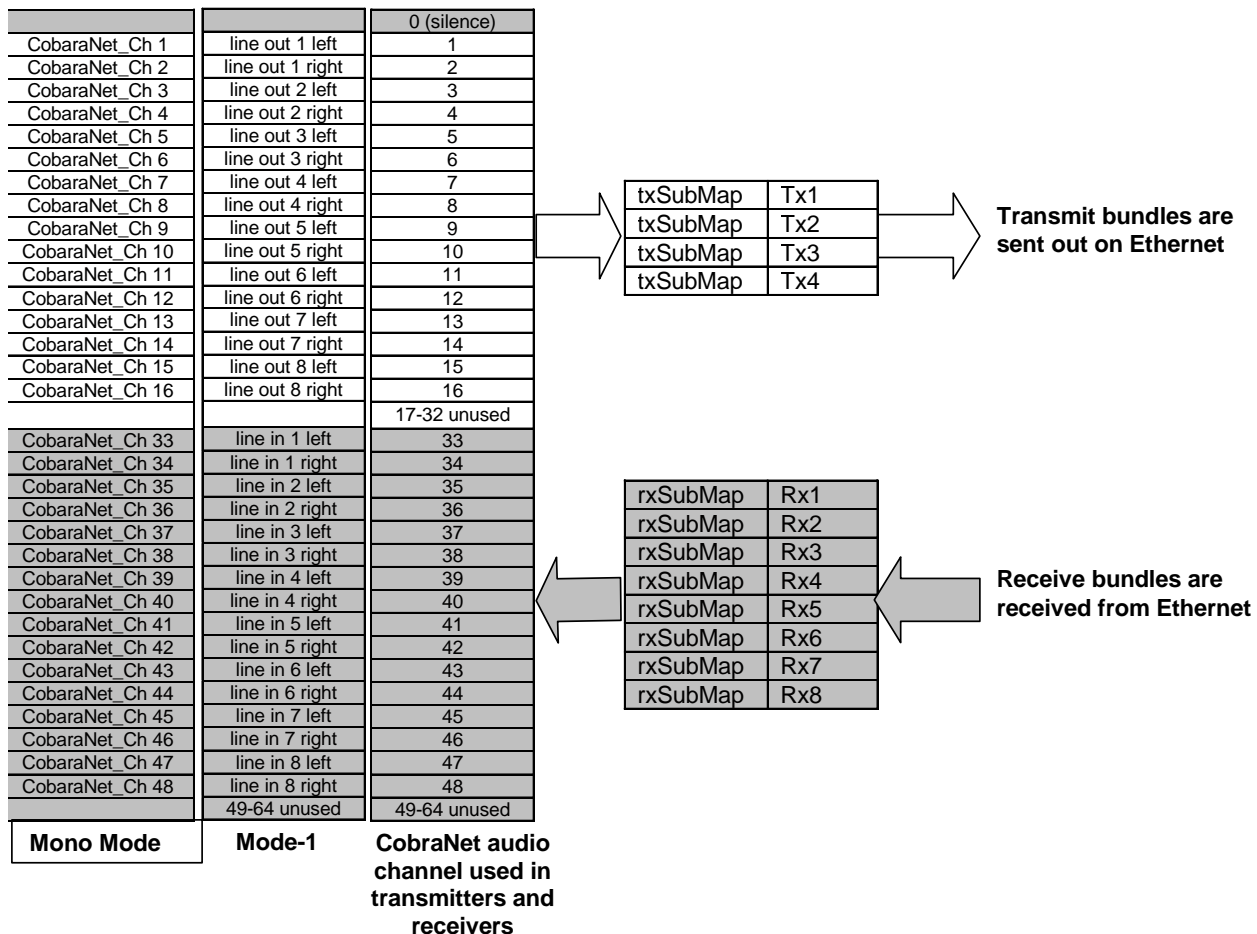 0 (silence)
CobaraNet_Ch 1 line out 1 left 1
CobaraNet_Ch 2 line out 1 right 2
CobaraNet_Ch 3 line out 2 left 3
CobaraNet_Ch 4 line out 2 right 4
CobaraNet_Ch 5 line out 3 left 5
CobaraNet_Ch 6 line out 3 right 6
CobaraNet_Ch 7 line out 4 left 7
CobaraNet_Ch 8 line out 4 right 8
CobaraNet_Ch 9 line out 5 left 9
CobaraNet_Ch 10 line out 5 right 10
CobaraNet_Ch 11 line out 6 left 11
CobaraNet_Ch 12 line out 6 right 12
CobaraNet_Ch 13 line out 7 left 13
CobaraNet_Ch 14 line out 7 right 14
CobaraNet_Ch 15 line out 8 left 15
CobaraNet_Ch 16 line out 8 right 16
17-32 unused
CobaraNet_Ch 33 line in 1 left 33
CobaraNet_Ch 34 line in 1 right 34
CobaraNet_Ch 35 line in 2 left 35
CobaraNet_Ch 36 line in 2 right 36
CobaraNet_Ch 37 line in 3 left 37
CobaraNet_Ch 38 line in 3 right 38
CobaraNet_Ch 39 line in 4 left 39
CobaraNet_Ch 40 line in 4 right 40
CobaraNet_Ch 41 line in 5 left 41
CobaraNet_Ch 42 line in 5 right 42
CobaraNet_Ch 43 line in 6 left 43
CobaraNet_Ch 44 line in 6 right 44
CobaraNet_Ch 45 line in 7 left 45
CobaraNet_Ch 46 line in 7 right 46
CobaraNet_Ch 47 line in 8 left 47
CobaraNet_Ch 48 line in 8 right 48
49-64 unused 49-64 unused
Mono Mode
Mode-1
CobraNet audio
channel used in
transmitters and
receivers
txSubMap Tx1
txSubMap Tx2
txSubMap Tx3
txSubMap Tx4
Transmit bundles are
sent out on Ethernet
rxSubMap Rx1
rxSubMap Rx2
rxSubMap Rx3
rxSubMap Rx4
rxSubMap Rx5
rxSubMap Rx6
rxSubMap Rx7
rxSubMap Rx8
Receive bundles are
received from Ethernet